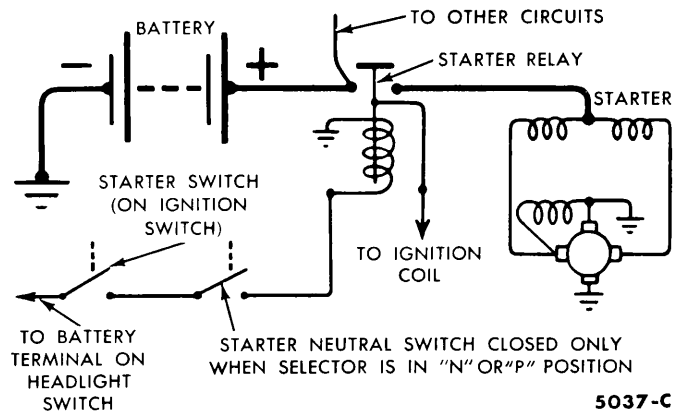 TO OTHER CIRCUITS
BATTERY
STARTER RELAY
− +
STARTER
STARTER SWITCH
(ON IGNITION
SWITCH)
TO IGNITION
COIL
TO BATTERY
TERMINAL ON
HEADLIGHT
SWITCH
STARTER NEUTRAL SWITCH CLOSED ONLY
WHEN SELECTOR IS IN "N" OR "P" POSITION
5037-C